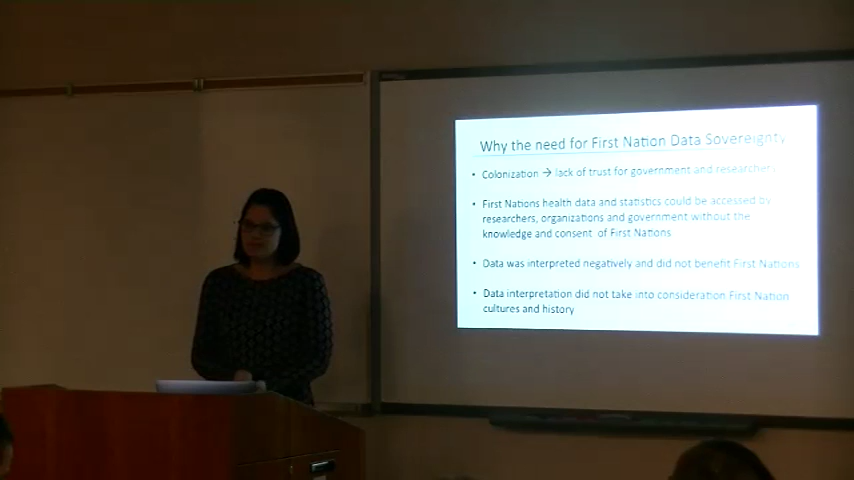 Why the need for First Nation Data Sovereignty
• Colonization → lack of trust for government and researchers
• First Nations health data and statistics could be accessed by
researchers, organizations and government without the
knowledge and consent of First Nations
• Data was interpreted negatively and did not benefit First Nations
• Data interpretation did not take into consideration First Nation
cultures and history